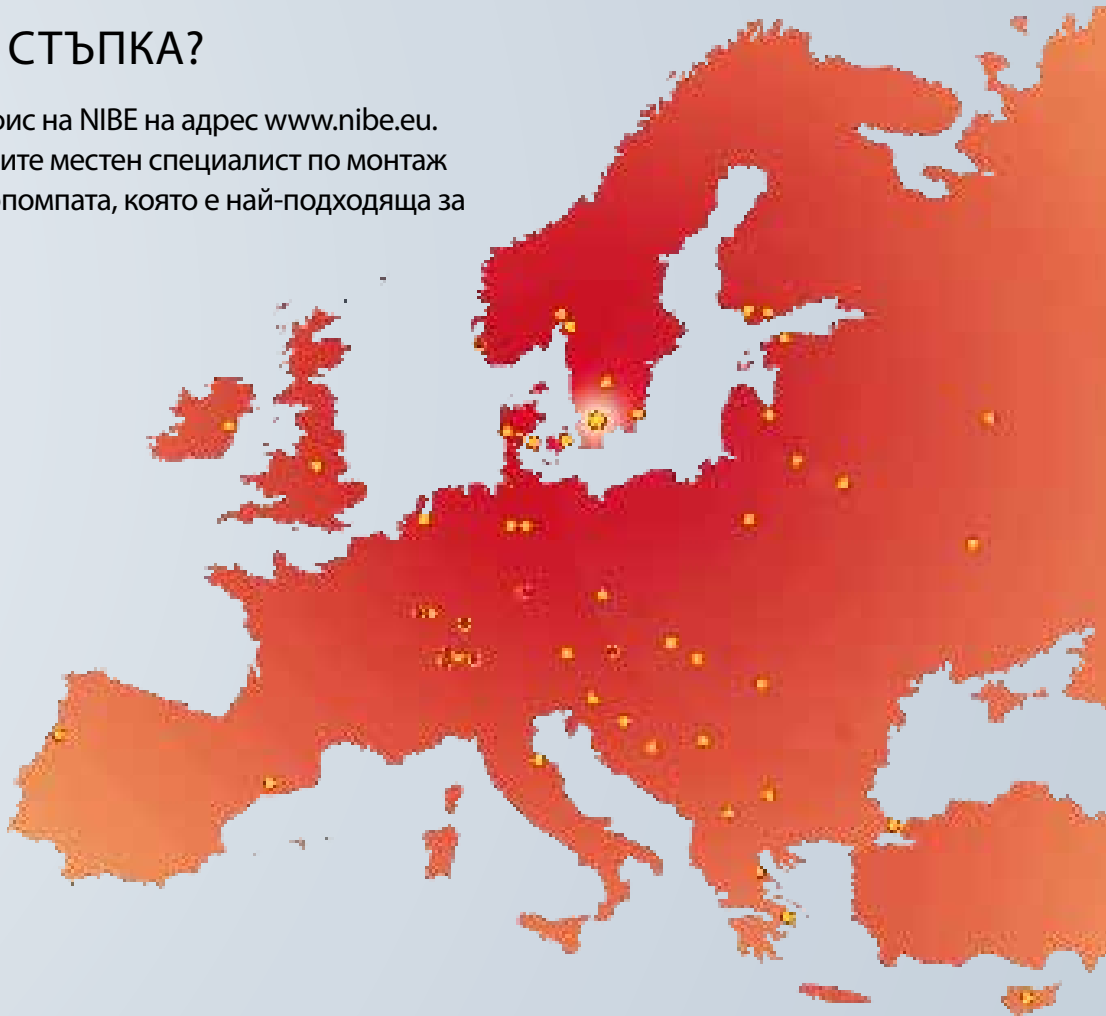 СТЪПКА?
рис на NIBE на адрес www.nibe.eu.
ите местен специалист по монтаж
помпата, която е най-подходяща за